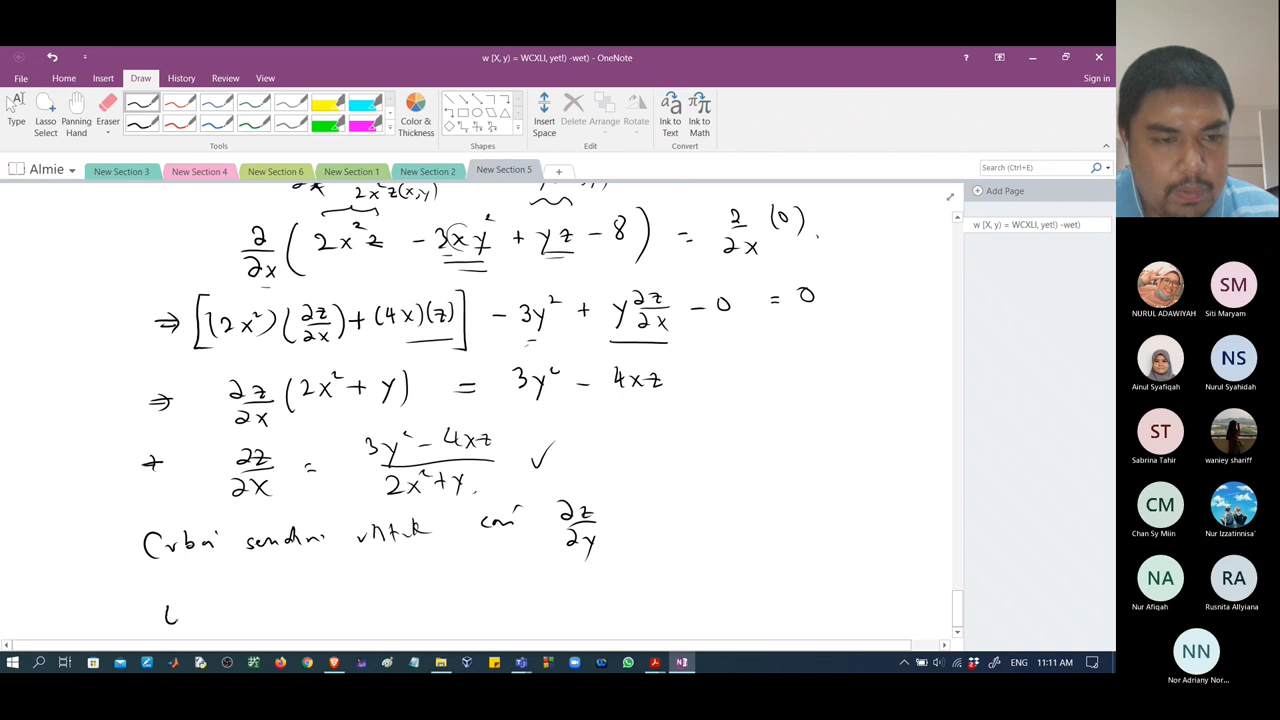 w [X, y) = WCXLI, yet!) -wet) - OneNote
File Home Insert Draw History Review View Sign in
Type Lasso Select Panning Hand Eraser Color & Thickness Insert Space Delete Arrange Rotate Ink to Text Ink to Math
Tools Shapes Edit Convert
Almie New Section 3 New Section 4 New Section 6 New Section 1 New Section 2 New Section 5 Search (Ctrl+E)
Add Page
w [X, y) = WCXLI, yet!) -wet)
2x²z(x,y)
∂/∂x (2x²z - 3xy² + yz - 8) = ∂/∂x (0).
⇒ [(2x²)(∂z/∂x) + (4x)(z)] - 3y² + y ∂z/∂x - 0 = 0
⇒ ∂z/∂x (2x² + y) = 3y² - 4xz
→ ∂z/∂x = (3y² - 4xz)/(2x² + y). ✓
Cuba sendiri untuk cari ∂z/∂y
NURUL ADAWIYAH
SM
Siti Maryam
Ainul Syafiqah
NS
Nurul Syahidah
ST
Sabrina Tahir
waniey shariff
CM
Chan Sy Miin
Nur Izzatinnisa'
NA
Nur Afiqah
RA
Rusnita Allyiana
NN
Nor Adriany Nor...
ENG 11:11 AM